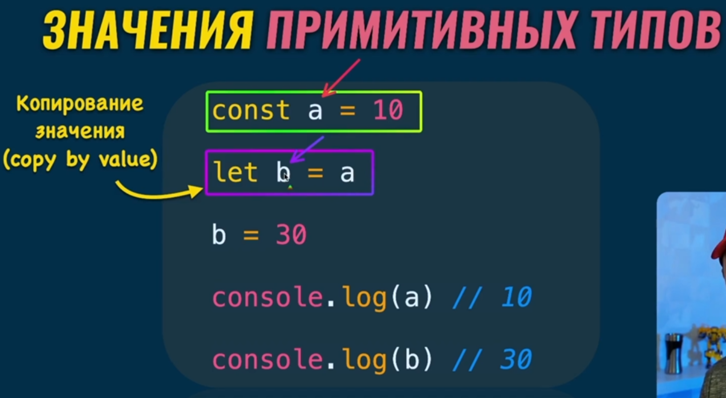 ЗНАЧЕНИЯ ПРИМИТИВНЫХ ТИПОВ
Копирование
значения
(copy by value)
const a = 10
let b = a
b = 30
console.log(a) // 10
console.log(b) // 30